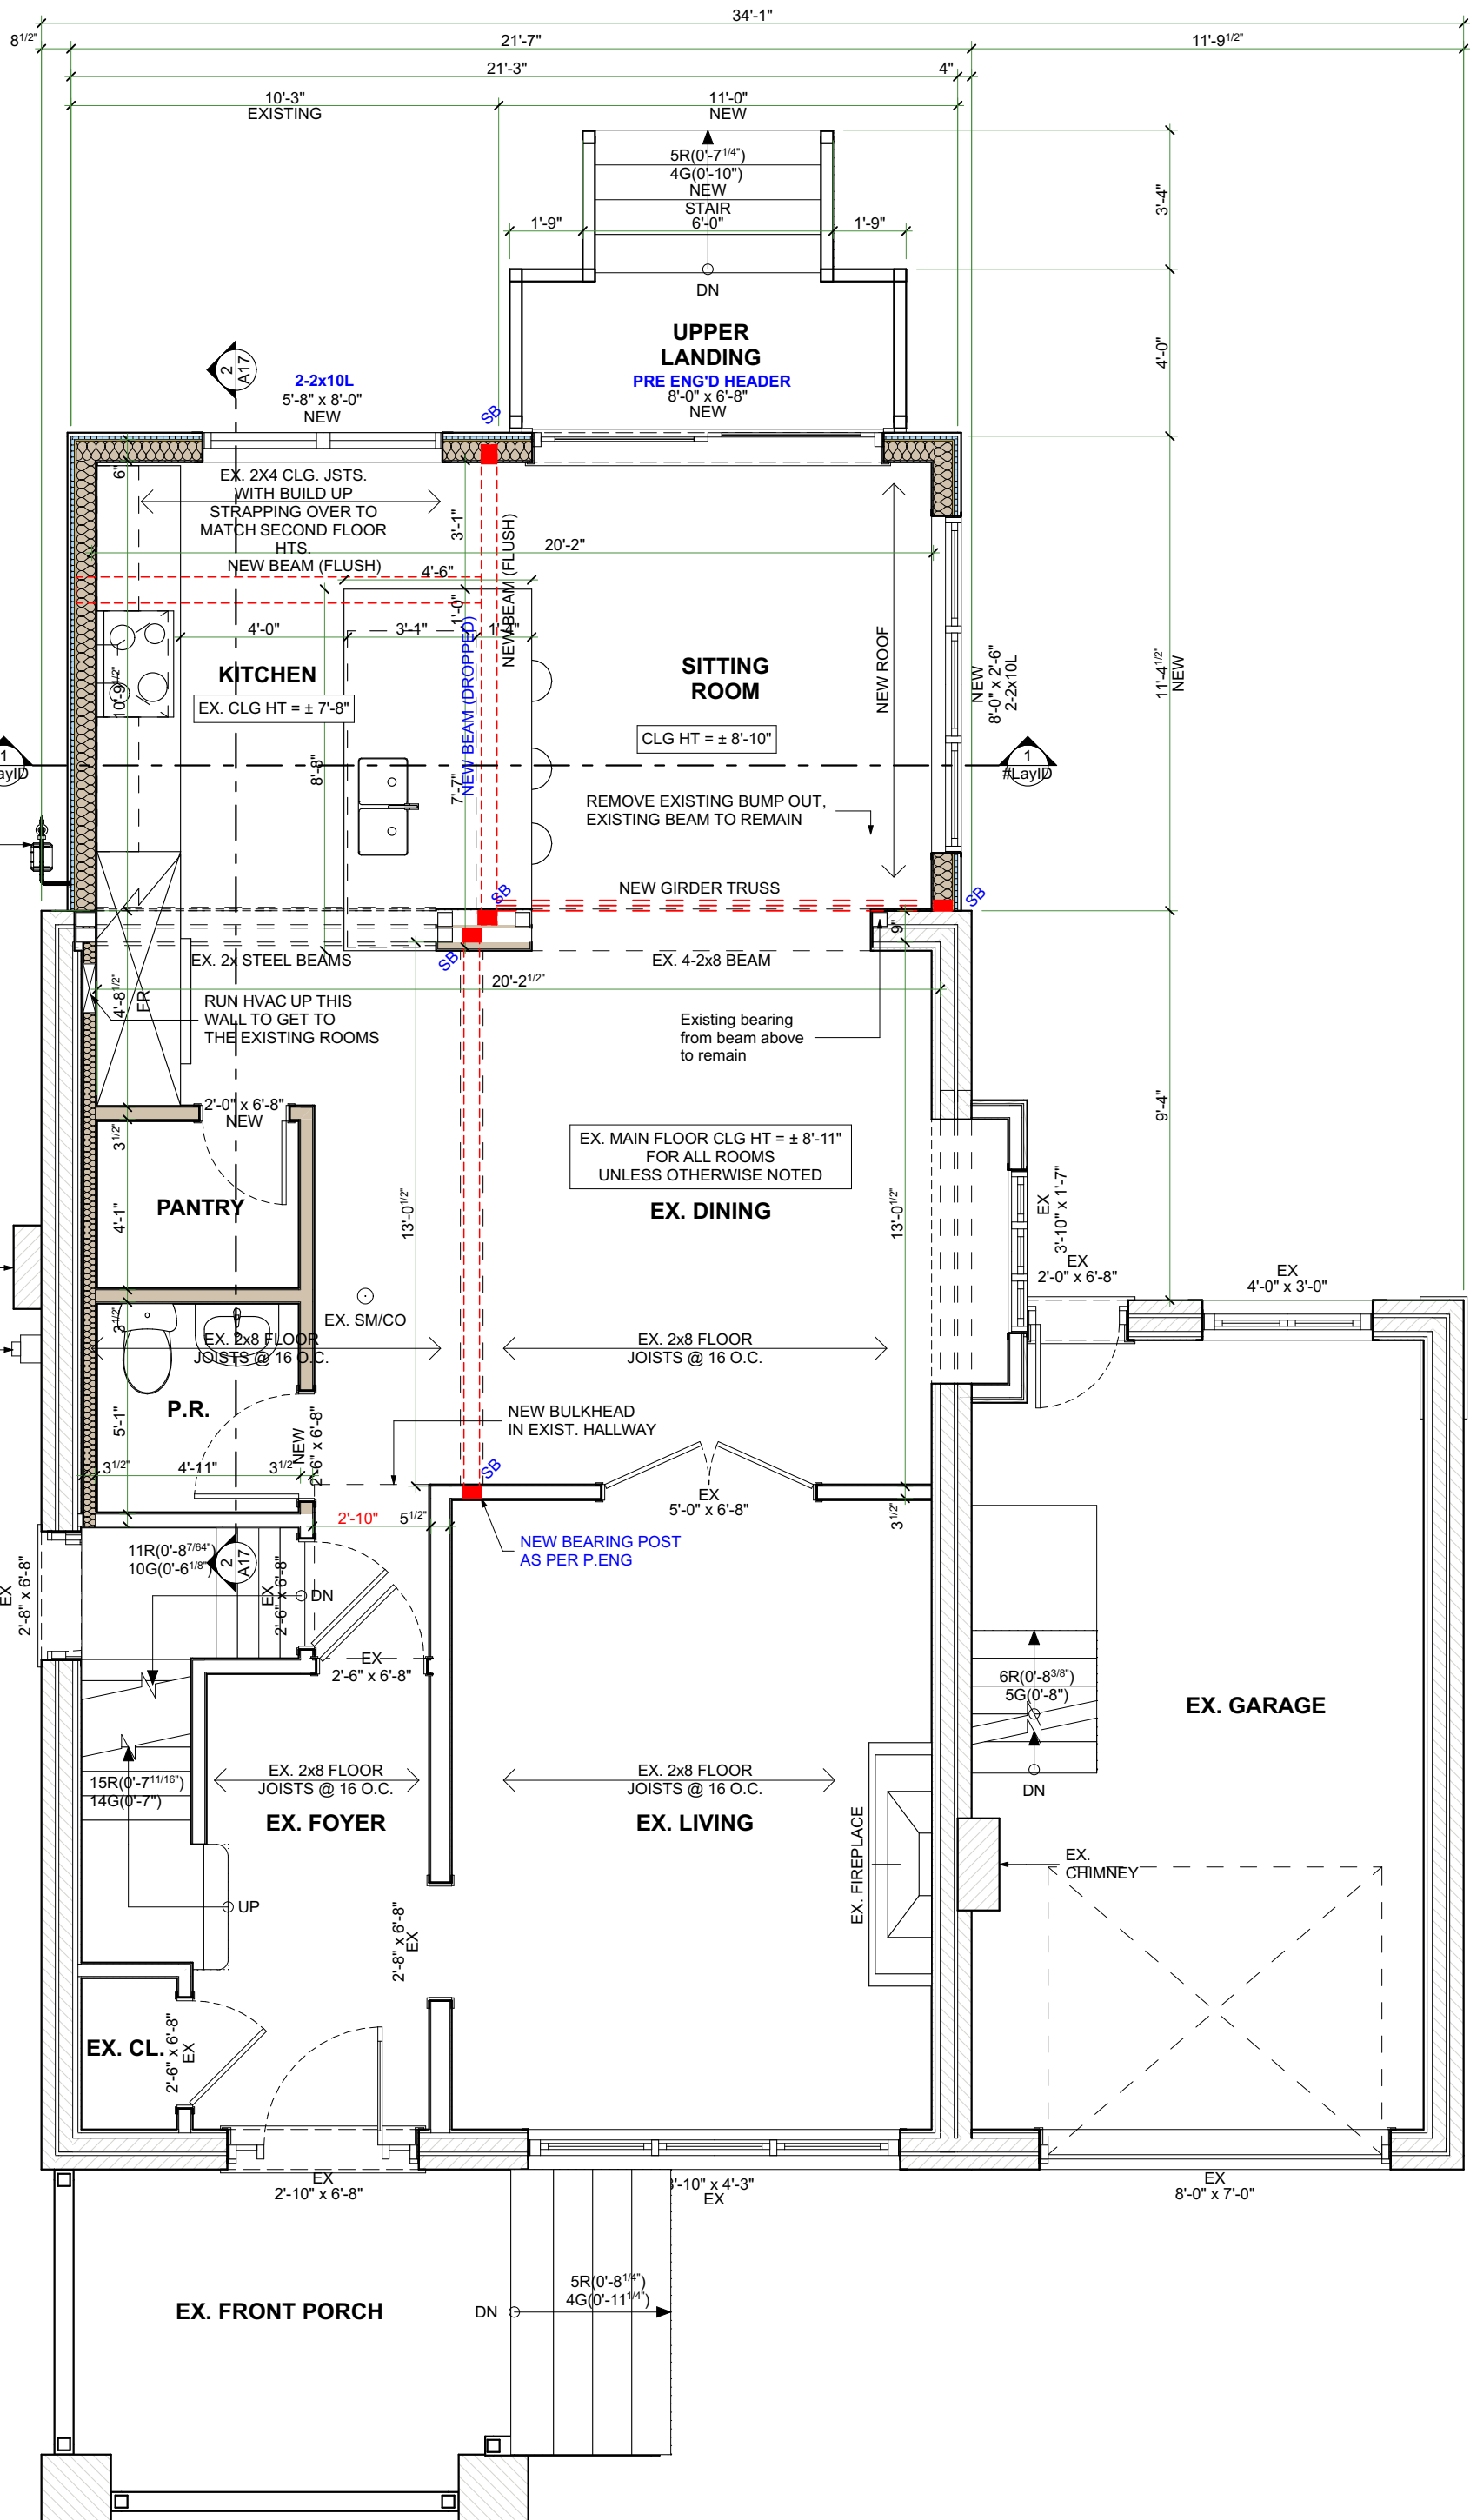 34'-1"
8 1/2"
21'-7"
11'-9 1/2"
21'-3"
4"
10'-3"
EXISTING
11'-0"
NEW
5R(0'-7 1/4")
4G(0'-10")
NEW
STAIR
1'-9"
6'-0"
1'-9"
3'-4"
DN
UPPER
LANDING
PRE ENG'D HEADER
8'-0" x 6'-8"
NEW
4'-0"
2
A17
2-2x10L
5'-8" x 8'-0"
NEW
SB
6"
EX. 2X4 CLG. JSTS.
WITH BUILD UP
STRAPPING OVER TO
MATCH SECOND FLOOR
HTS.
NEW BEAM (FLUSH)
3'-1"
NEW BEAM (FLUSH)
20'-2"
4'-6"
1'-0"
4'-0"
3'-1"
NEW BEAM (DROPPED)
KITCHEN
EX. CLG HT = ± 7'-8"
10'-9 1/2"
SITTING
ROOM
CLG HT = ± 8'-10"
NEW ROOF
NEW
8'-0" x 2'-6"
2-2x10L
11'-4 1/2"
NEW
1
#LayID
1
ayID
8'-8"
7'-7"
REMOVE EXISTING BUMP OUT,
EXISTING BEAM TO REMAIN
NEW GIRDER TRUSS
SB
SB
SB
9"
EX. 2x STEEL BEAMS
EX. 4-2x8 BEAM
20'-2 1/2"
4'-8 1/2"
FR
RUN HVAC UP THIS
WALL TO GET TO
THE EXISTING ROOMS
Existing bearing
from beam above
to remain
2'-0" x 6'-8"
NEW
3 1/2"
9'-4"
EX. MAIN FLOOR CLG HT = ± 8'-11"
FOR ALL ROOMS
UNLESS OTHERWISE NOTED
PANTRY
4'-1"
13'-0 1/2"
EX. DINING
13'-0 1/2"
EX
3'-10" x 1'-7"
EX
2'-0" x 6'-8"
EX
4'-0" x 3'-0"
EX. SM/CO
3 1/2"
EX. 2x8 FLOOR
JOISTS @ 16 O.C.
EX. 2x8 FLOOR
JOISTS @ 16 O.C.
P.R.
5'-1"
NEW BULKHEAD
IN EXIST. HALLWAY
NEW
2'-6" x 6'-8"
3 1/2"
4'-11"
3 1/2"
SB
EX
5'-0" x 6'-8"
3 1/2"
2'-10"
5 1/2"
NEW BEARING POST
AS PER P.ENG
11R(0'-8 7/64")
10G(0'-6 1/8")
2
A17
EX
2'-8" x 6'-8"
EX
2'-6" x 6'-8"
DN
EX
2'-6" x 6'-8"
6R(0'-8 3/8")
5G(0'-8")
EX. GARAGE
DN
15R(0'-7 11/16")
14G(0'-7")
EX. 2x8 FLOOR
JOISTS @ 16 O.C.
EX. 2x8 FLOOR
JOISTS @ 16 O.C.
EX. FOYER
EX. LIVING
EX. FIREPLACE
EX.
CHIMNEY
UP
2'-8" x 6'-8"
EX
EX. CL.
2'-6" x 6'-8"
EX
EX
2'-10" x 6'-8"
'-10" x 4'-3"
EX
EX
8'-0" x 7'-0"
5R(0'-8 1/4")
4G(0'-11 1/4")
EX. FRONT PORCH
DN